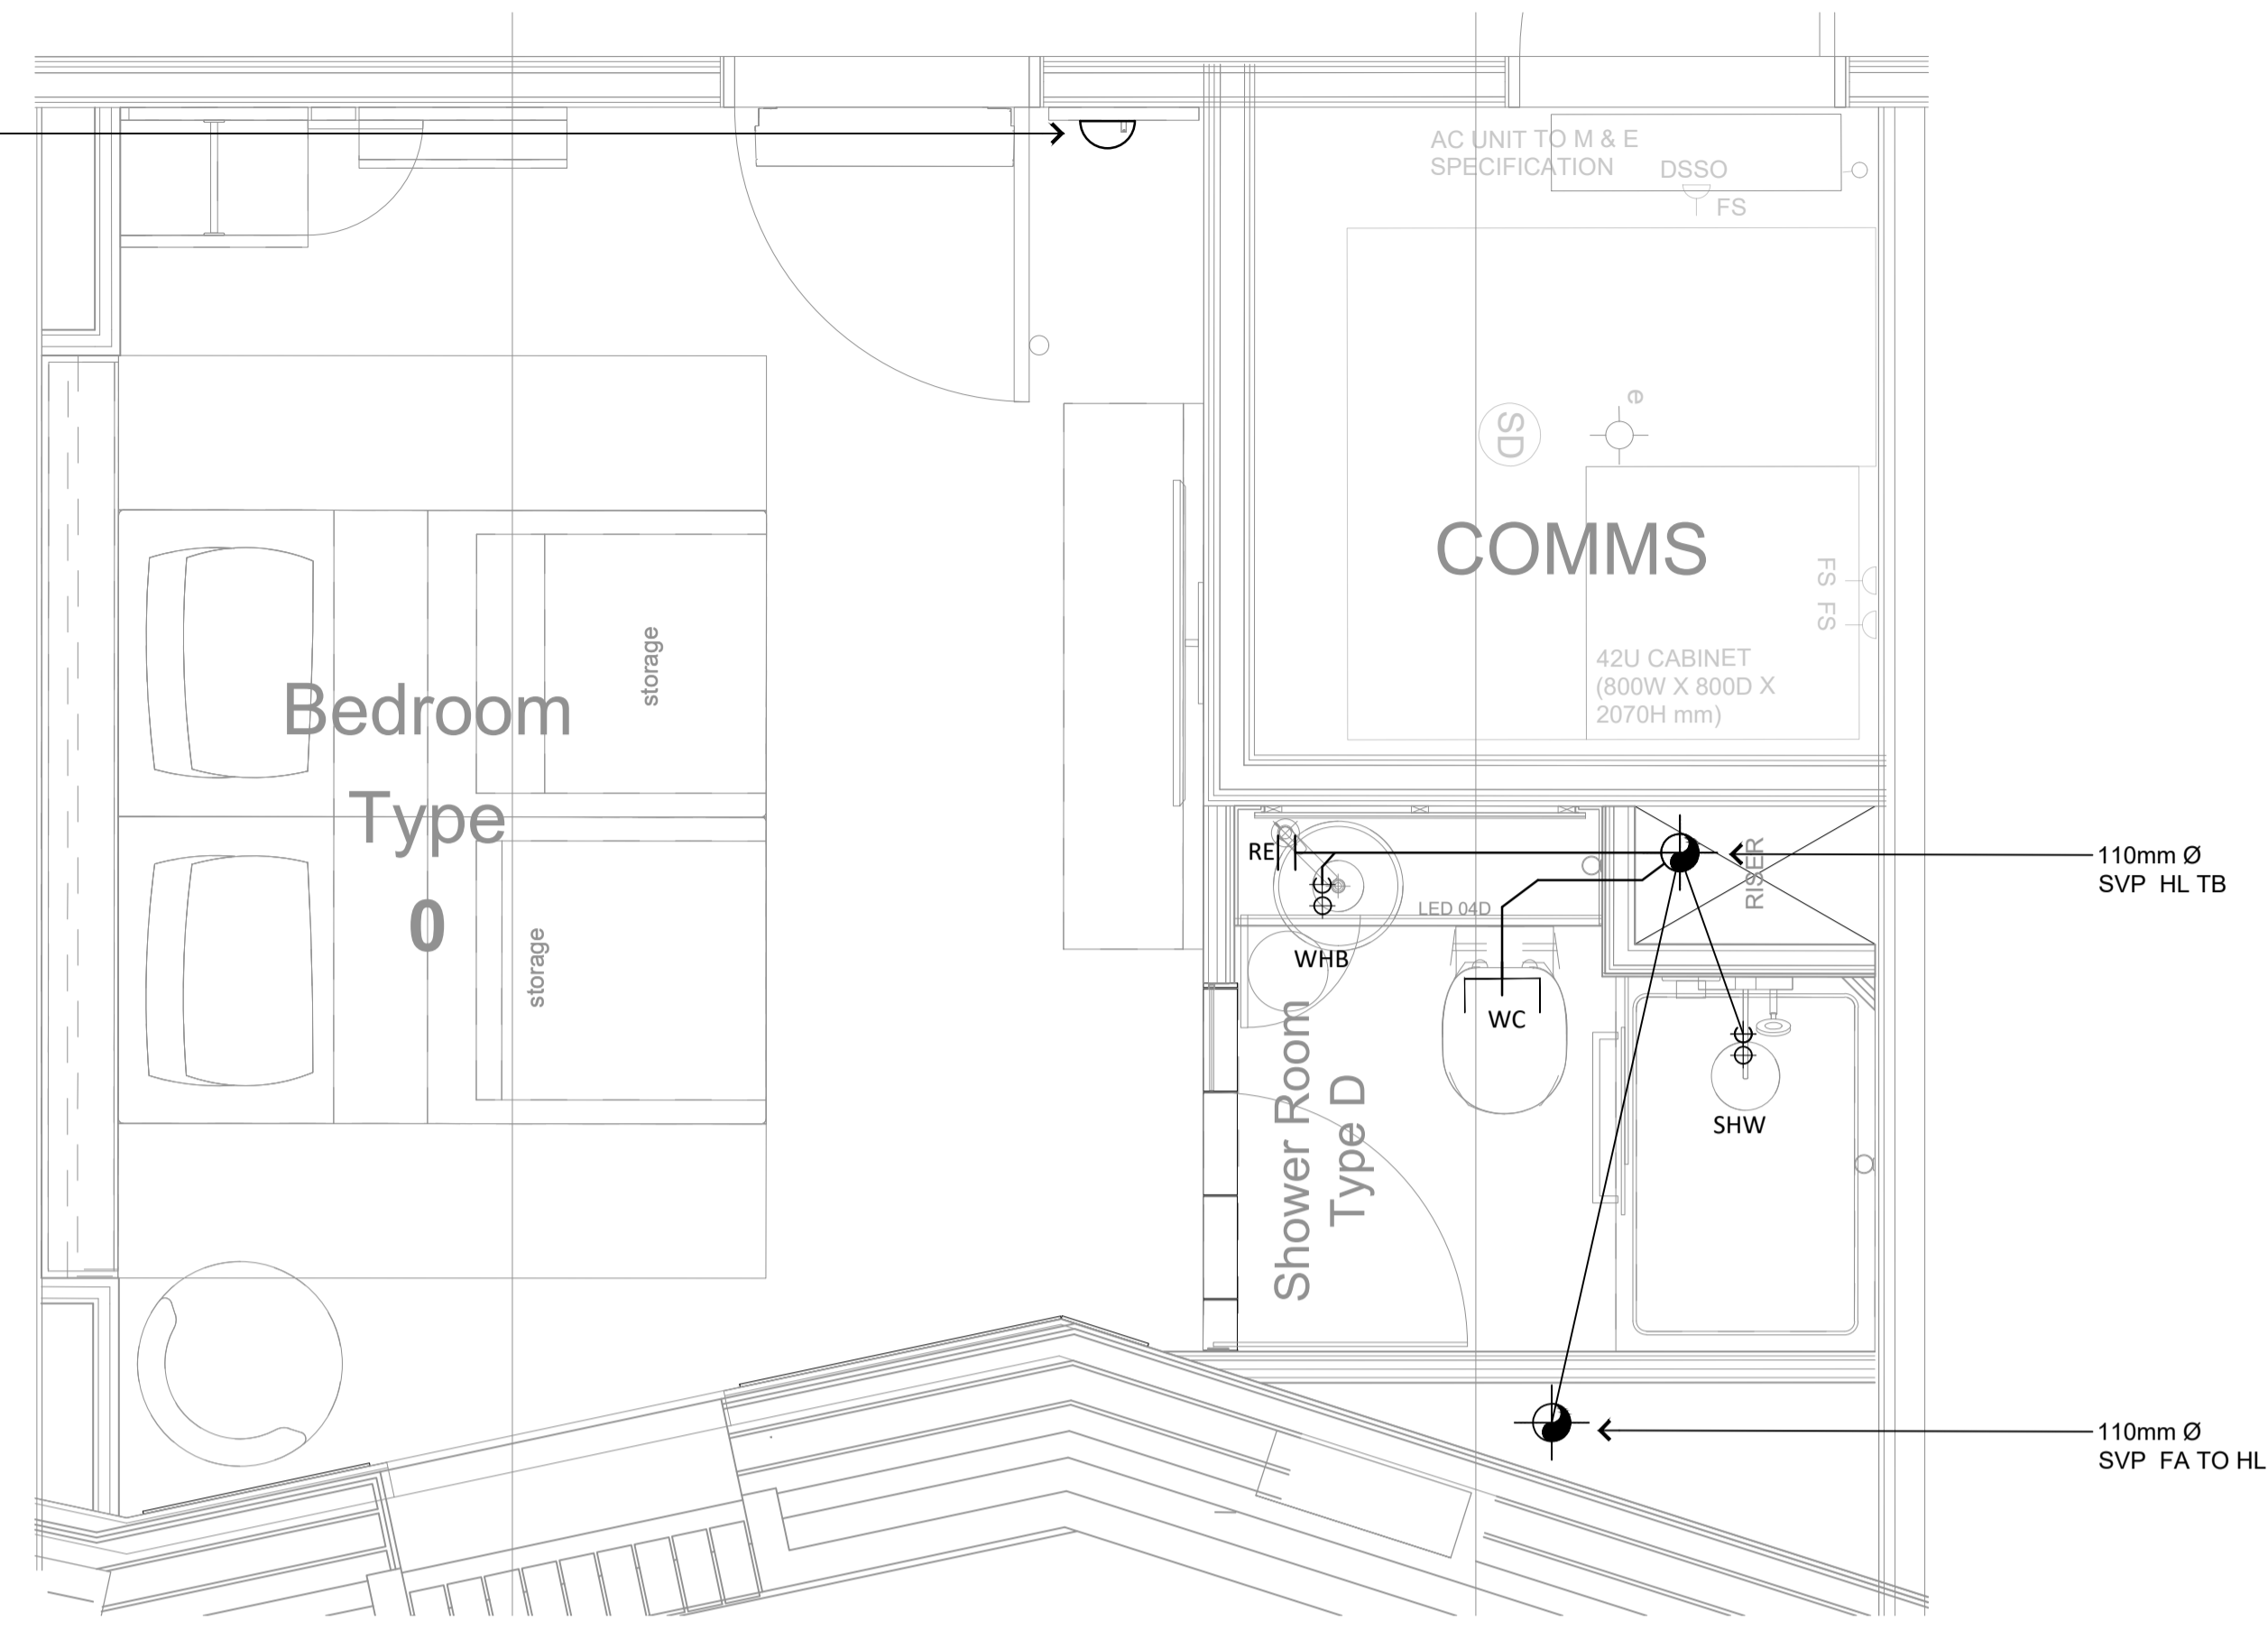 AC UNIT TO M & E
SPECIFICATION
DSSO
FS
e
SD
COMMS
FS
FS
42U CABINET
(800W X 800D X
2070H mm)
storage
Bedroom
Type
0
storage
RE
RISER
110mm Ø
SVP HL TB
LED 04D
WHB
WC
SHW
Shower Room
Type D
110mm Ø
SVP FA TO HL